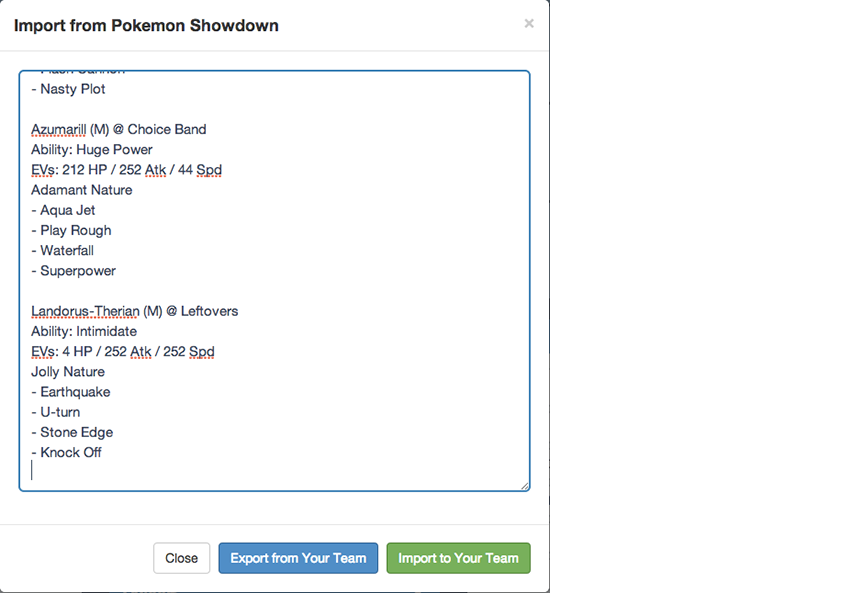 Import from Pokemon Showdown
×
- Nasty Plot
Azumarill (M) @ Choice Band
Ability: Huge Power
EVs: 212 HP / 252 Atk / 44 Spd
Adamant Nature
- Aqua Jet
- Play Rough
- Waterfall
- Superpower
Landorus-Therian (M) @ Leftovers
Ability: Intimidate
EVs: 4 HP / 252 Atk / 252 Spd
Jolly Nature
- Earthquake
- U-turn
- Stone Edge
- Knock Off
Close
Export from Your Team
Import to Your Team